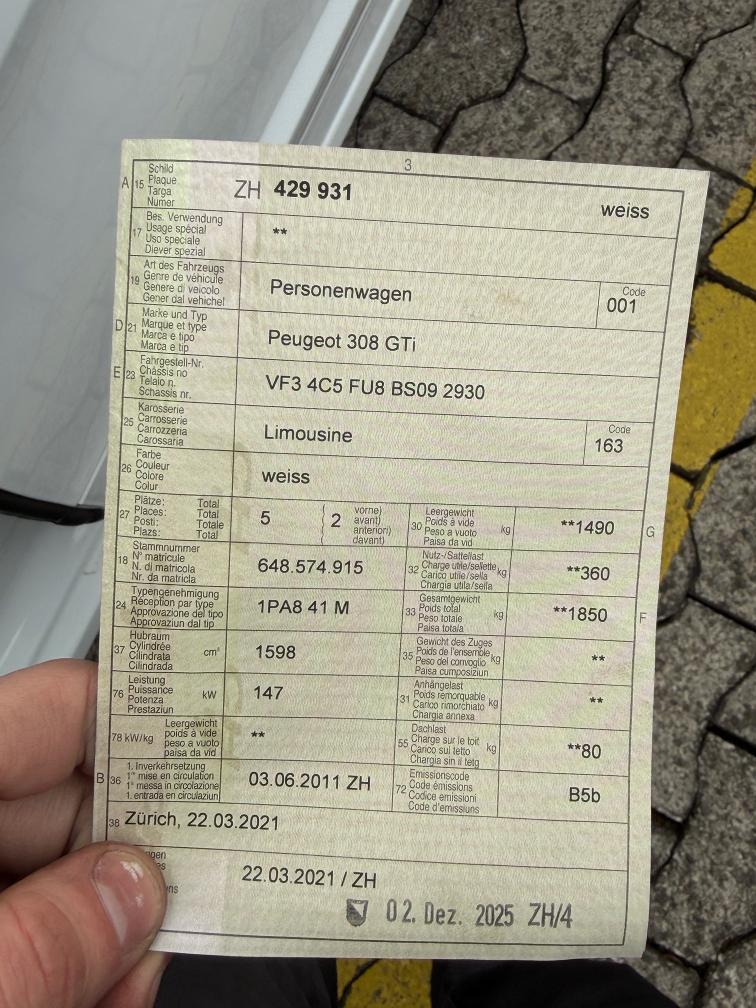 3
A 15 Schild
Plaque
Targa
Numer
ZH 429 931
weiss
17 Bes. Verwendung
Usage spécial
Uso speciale
Diever spezial
**
19 Art des Fahrzeugs
Genre de véhicule
Genere di veicolo
Gener dal vehichel
Personenwagen
Code
001
D 21 Marke und Typ
Marque et type
Marca e tipo
Marca e tip
Peugeot 308 GTi
E 23 Fahrgestell-Nr.
Châssis no
Telaio n.
Schassis nr.
VF3 4C5 FU8 BS09 2930
25 Karosserie
Carrosserie
Carrozzeria
Carossaria
Limousine
Code
163
26 Farbe
Couleur
Colore
Colur
weiss
27 Plätze: Total
Places: Total
Posti: Totale
Plazs: Total
5
2
vorne)
avant)
anteriori)
davant)
30 Leergewicht
Poids à vide
Peso a vuoto
Paisa da vid
kg
**1490
G
18 Stammnummer
N° matricule
N. di matricola
Nr. da matricla
648.574.915
32 Nutz-/Sattellast
Charge utile/sellette
Carico utile/sella
Chargia utila/sella
kg
**360
24 Typengenehmigung
Réception par type
Approvazione del tipo
Approvaziun dal tip
1PA8 41 M
33 Gesamtgewicht
Poids total
Peso totale
Paisa totala
kg
**1850
F
37 Hubraum
Cylindrée
Cilindrata
Cilindrada
cm³
1598
35 Gewicht des Zuges
Poids de l'ensemble
Peso del convoglio
Paisa cumposiziun
kg
**
76 Leistung
Puissance
Potenza
Prestaziun
kW
147
31 Anhängelast
Poids remorquable
Carico rimorchiato
Chargia annexa
kg
**
78 kW/kg
Leergewicht
poids à vide
peso a vuoto
paisa da vid
**
55 Dachlast
Charge sur le toit
Carico sul tetto
Chargia sin il tetg
kg
**80
B 36 1. Inverkehrsetzung
1re mise en circulation
1a messa in circolazione
1. entrada en circulaziun
03.06.2011 ZH
72 Emissionscode
Code émissions
Codice emissioni
Code d'emissiuns
B5b
38 Zürich, 22.03.2021
22.03.2021 / ZH
02. Dez. 2025 ZH/4